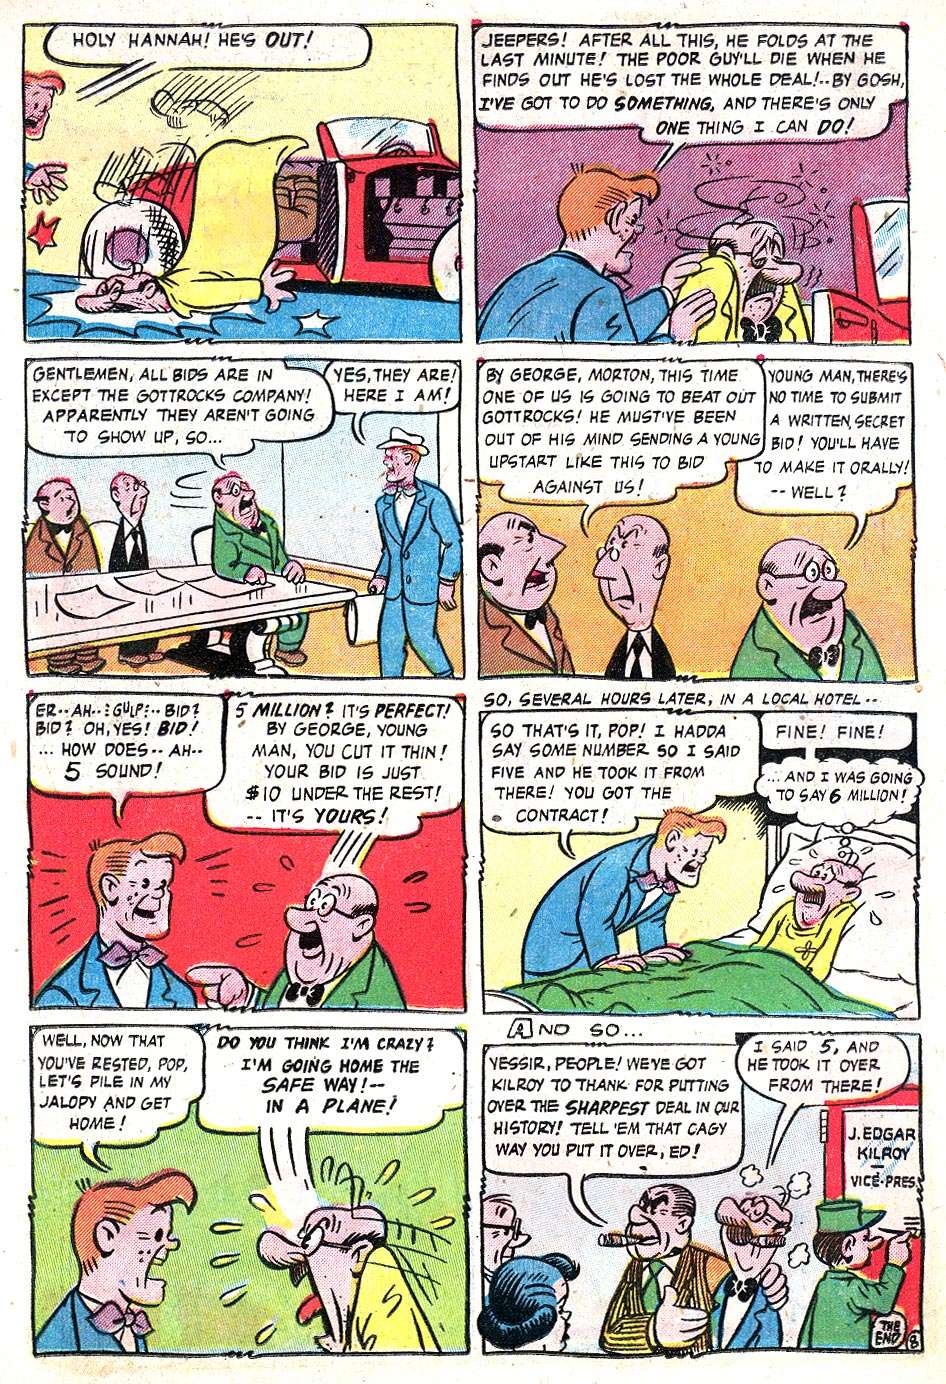 HOLY HANNAH! HE'S OUT!
JEEPERS! AFTER ALL THIS, HE FOLDS AT THE
LAST MINUTE! THE POOR GUY'LL DIE WHEN HE
FINDS OUT HE'S LOST THE WHOLE DEAL!--BY GOSH,
I'VE GOT TO DO SOMETHING, AND THERE'S ONLY
ONE THING I CAN DO!
GENTLEMEN, ALL BIDS ARE IN
EXCEPT THE GOTTROCKS COMPANY!
APPARENTLY THEY AREN'T GOING
TO SHOW UP, SO...
YES, THEY ARE!
HERE I AM!
BY GEORGE, MORTON, THIS TIME
ONE OF US IS GOING TO BEAT OUT
GOTTROCKS! HE MUST'VE BEEN
OUT OF HIS MIND SENDING A YOUNG
UPSTART LIKE THIS TO BID
AGAINST US!
YOUNG MAN, THERE'S
NO TIME TO SUBMIT
A WRITTEN, SECRET
BID! YOU'LL HAVE
TO MAKE IT ORALLY!
-- WELL?
ER--AH--:GULP:--BID?
BID? OH, YES! BID!
... HOW DOES--AH--
5 SOUND!
5 MILLION? IT'S PERFECT!
BY GEORGE, YOUNG
MAN, YOU CUT IT THIN!
YOUR BID IS JUST
$10 UNDER THE REST!
-- IT'S YOURS!
SO, SEVERAL HOURS LATER, IN A LOCAL HOTEL--
SO THAT'S IT, POP! I HADDA
SAY SOME NUMBER SO I SAID
FIVE AND HE TOOK IT FROM
THERE! YOU GOT THE
CONTRACT!
FINE! FINE!
...AND I WAS GOING
TO SAY 6 MILLION!
WELL, NOW THAT
YOU'VE RESTED, POP,
LET'S PILE IN MY
JALOPY AND GET
HOME!
DO YOU THINK I'M CRAZY?
I'M GOING HOME THE
SAFE WAY!--
IN A PLANE!
AND SO...
YESSIR, PEOPLE! WE'VE GOT
KILROY TO THANK FOR PUTTING
OVER THE SHARPEST DEAL IN OUR
HISTORY! TELL 'EM THAT CAGY
WAY YOU PUT IT OVER, ED!
I SAID 5, AND
HE TOOK IT OVER
FROM THERE!
J. EDGAR
KILROY
—
VICE-PRES.
THE
END
8